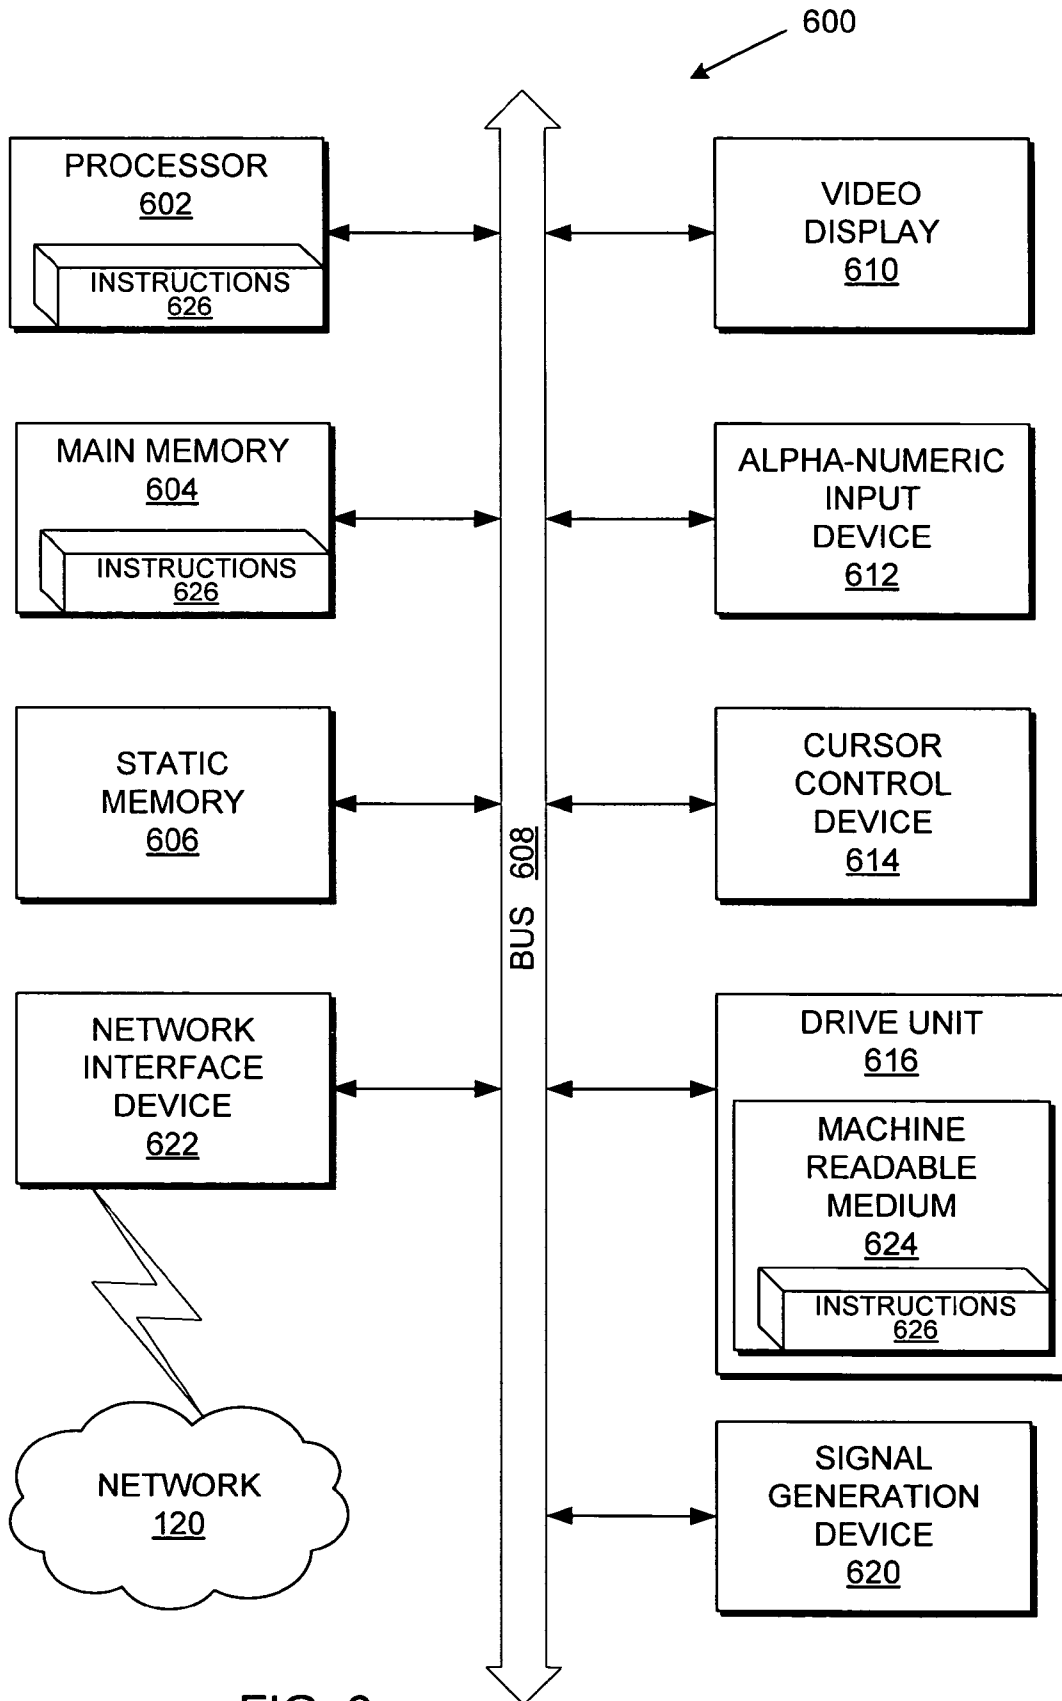 600
PROCESSOR
602
INSTRUCTIONS
626
VIDEO
DISPLAY
610
MAIN MEMORY
604
INSTRUCTIONS
626
ALPHA-NUMERIC
INPUT
DEVICE
612
STATIC
MEMORY
606
CURSOR
CONTROL
DEVICE
614
BUS 608
NETWORK
INTERFACE
DEVICE
622
DRIVE UNIT
616
MACHINE
READABLE
MEDIUM
624
INSTRUCTIONS
626
NETWORK
120
SIGNAL
GENERATION
DEVICE
620
FIG. 6